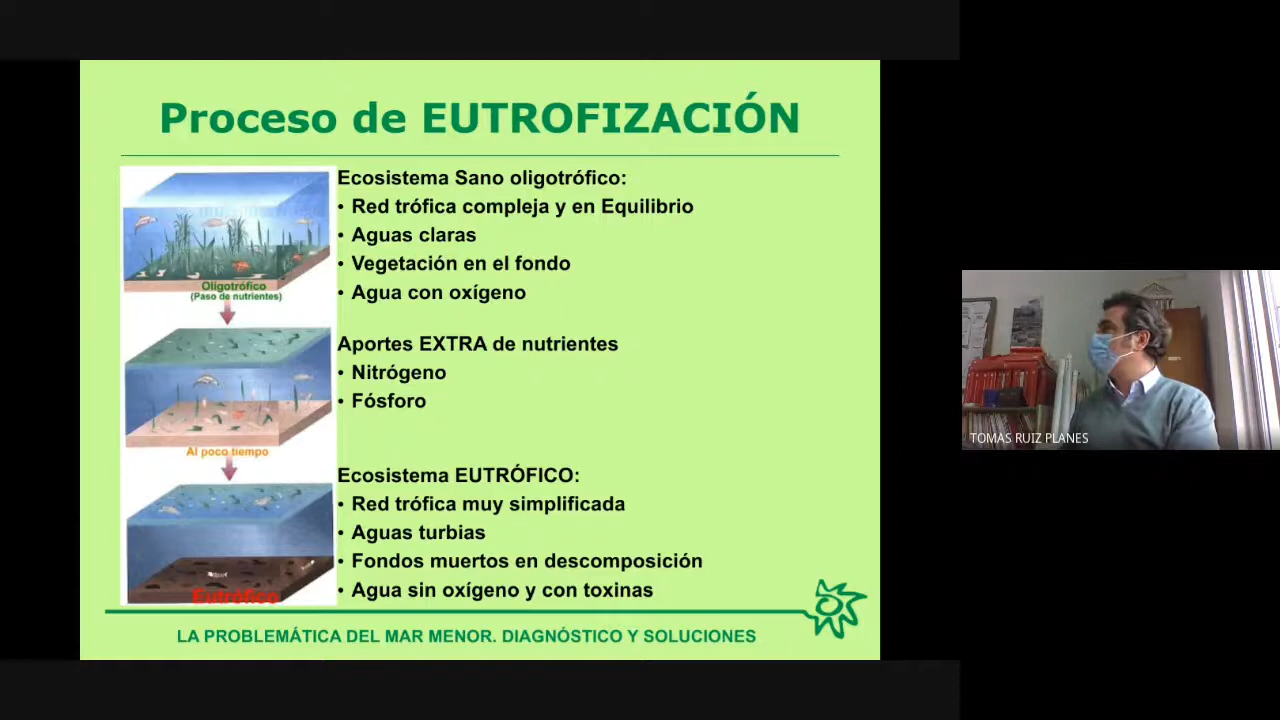 Proceso de EUTROFIZACIÓN
Ecosistema Sano oligotrófico:
• Red trófica compleja y en Equilibrio
• Aguas claras
• Vegetación en el fondo
• Agua con oxígeno
Oligotrófico
(Paso de nutrientes)
Aportes EXTRA de nutrientes
• Nitrógeno
• Fósforo
Al poco tiempo
Ecosistema EUTRÓFICO:
• Red trófica muy simplificada
• Aguas turbias
• Fondos muertos en descomposición
• Agua sin oxígeno y con toxinas
Eutrófico
LA PROBLEMÁTICA DEL MAR MENOR. DIAGNÓSTICO Y SOLUCIONES
TOMAS RUIZ PLANES